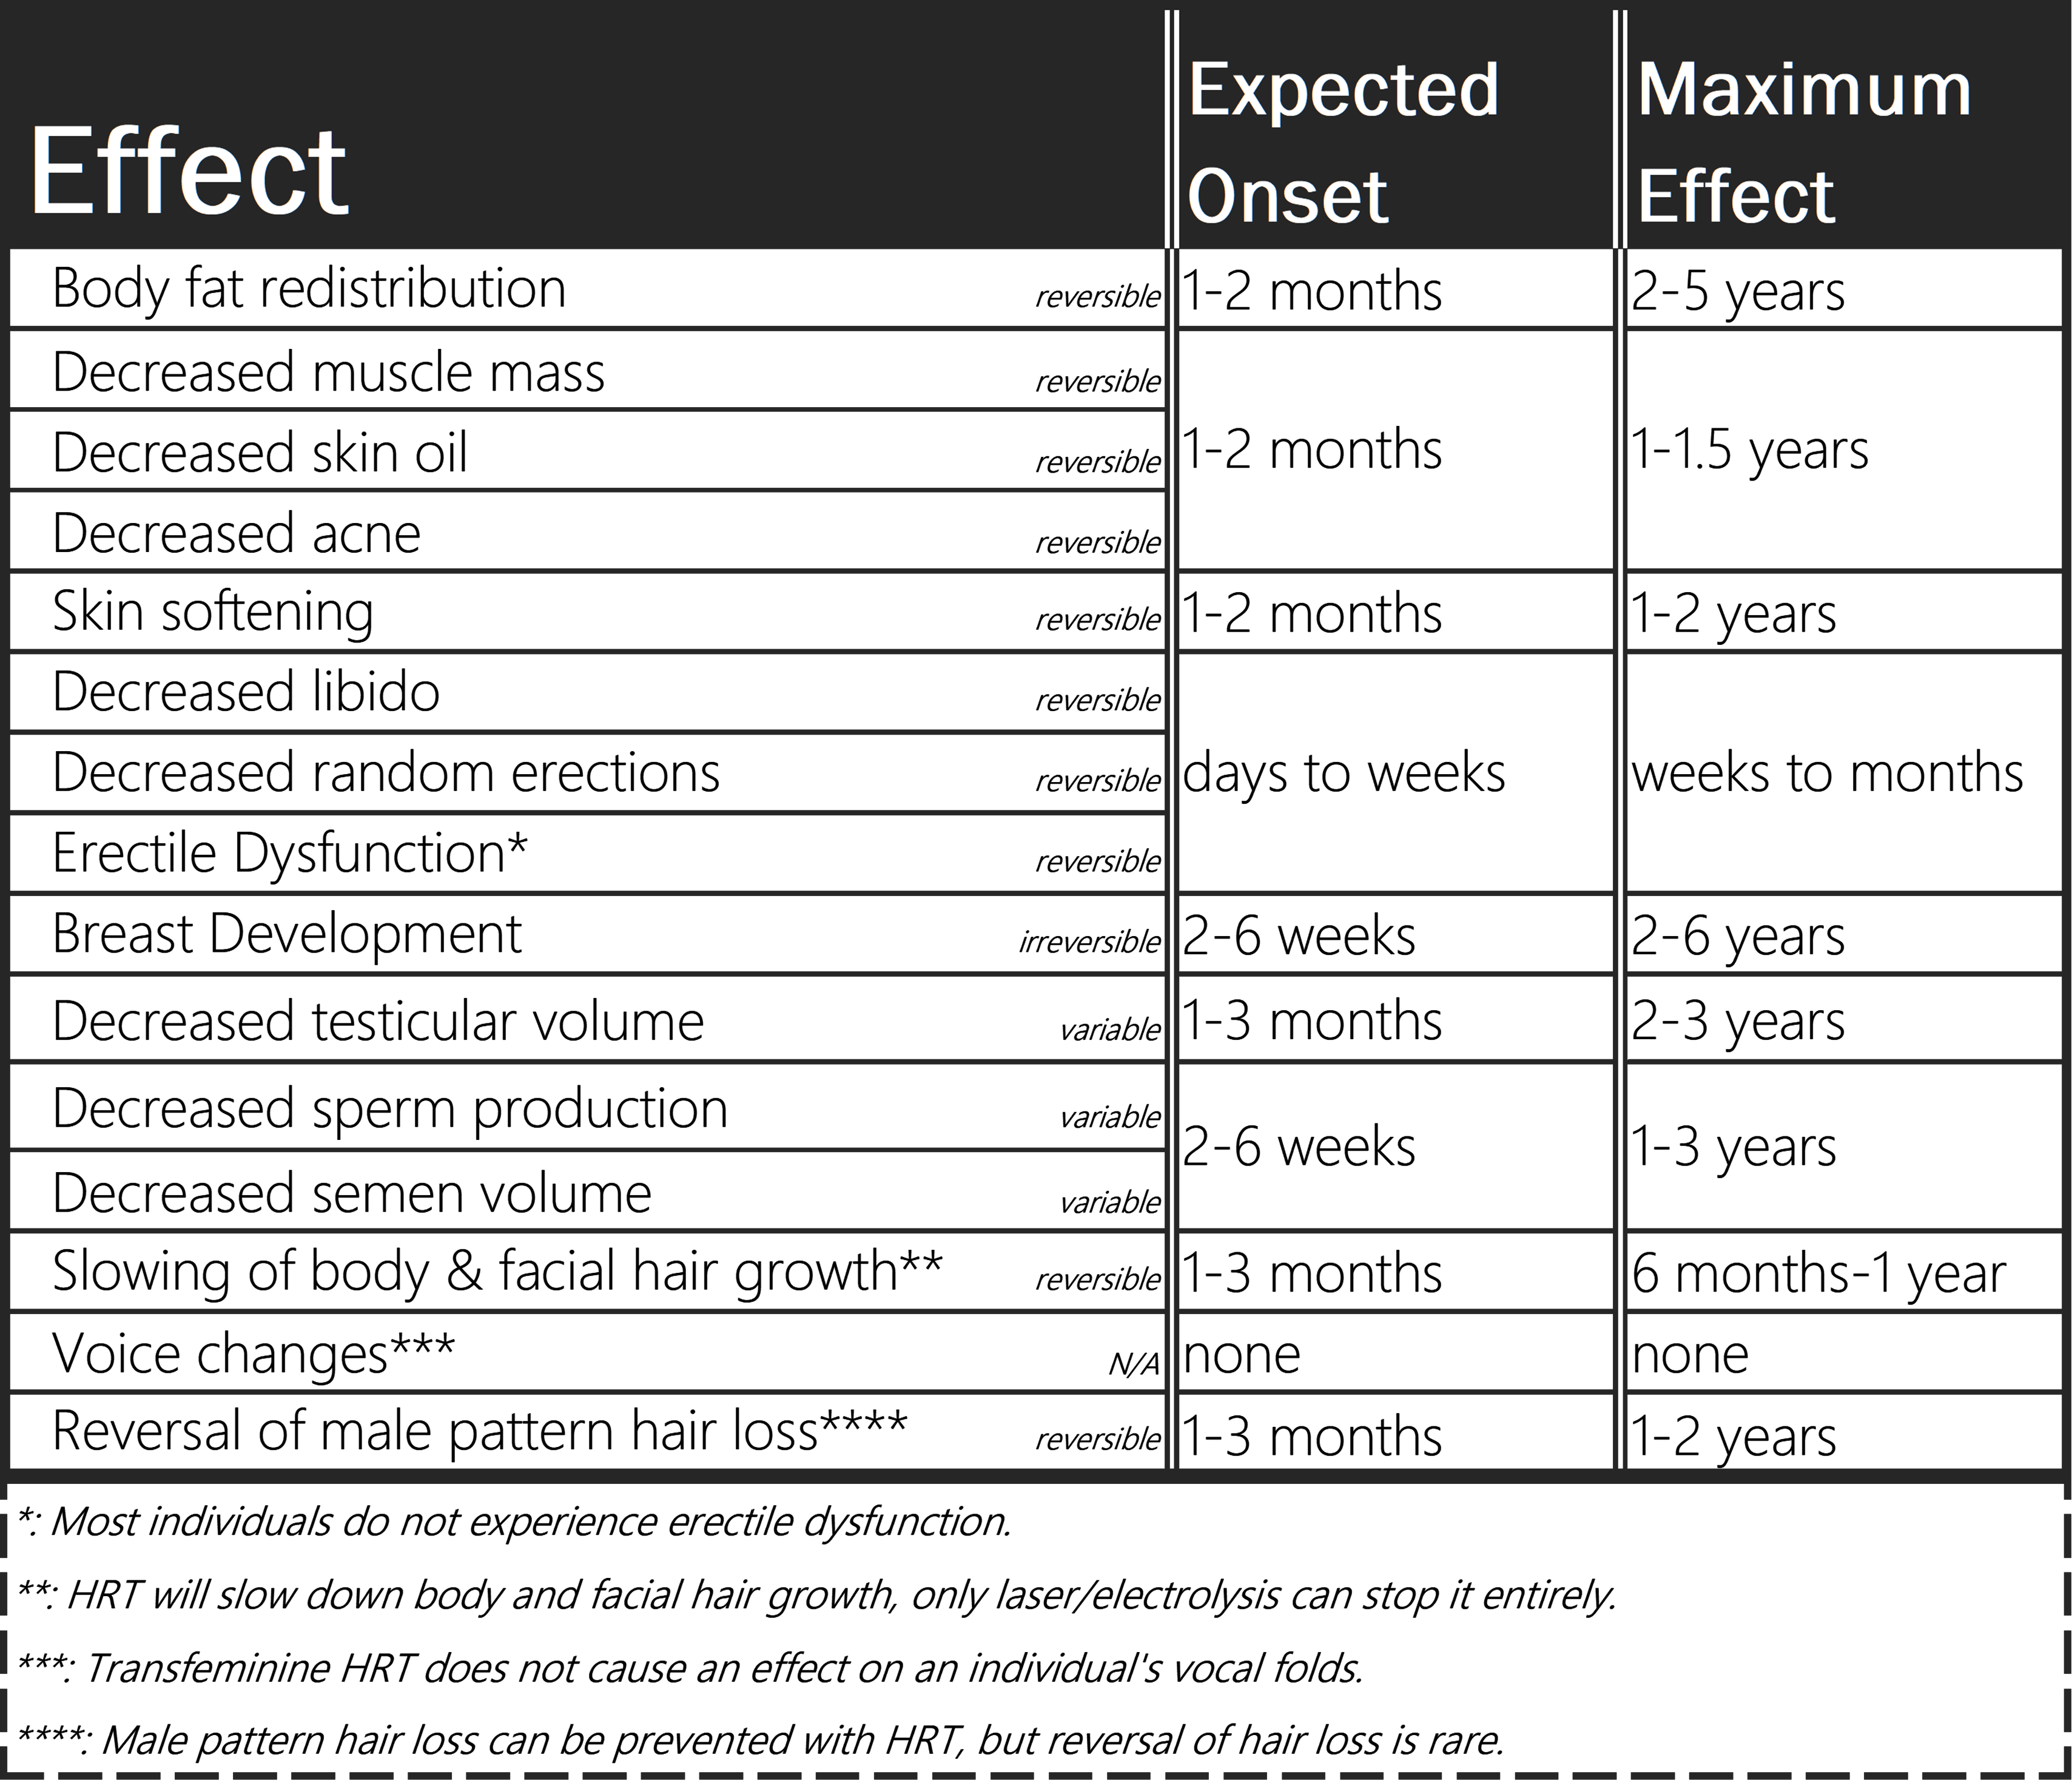 Effect
Expected
Onset
Maximum
Effect
Body fat redistribution reversible 1-2 months 2-5 years
Decreased muscle mass reversible
Decreased skin oil reversible 1-2 months 1-1.5 years
Decreased acne reversible
Skin softening reversible 1-2 months 1-2 years
Decreased libido reversible
Decreased random erections reversible days to weeks weeks to months
Erectile Dysfunction* reversible
Breast Development irreversible 2-6 weeks 2-6 years
Decreased testicular volume variable 1-3 months 2-3 years
Decreased sperm production variable 2-6 weeks 1-3 years
Decreased semen volume variable
Slowing of body & facial hair growth** reversible 1-3 months 6 months-1 year
Voice changes*** N/A none none
Reversal of male pattern hair loss**** reversible 1-3 months 1-2 years
*: Most individuals do not experience erectile dysfunction.
**: HRT will slow down body and facial hair growth, only laser/electrolysis can stop it entirely.
***: Transfeminine HRT does not cause an effect on an individual's vocal folds.
****: Male pattern hair loss can be prevented with HRT, but reversal of hair loss is rare.